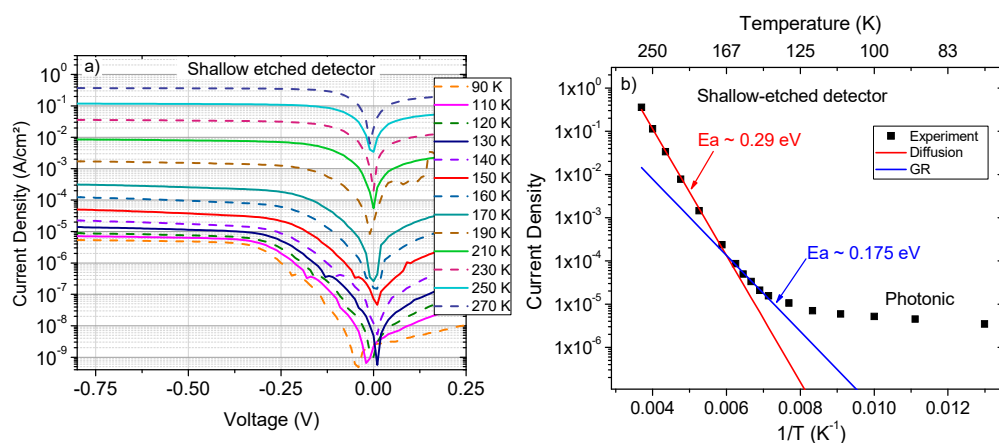 a)
Shallow etched detector
10⁰
10⁻¹
10⁻²
10⁻³
10⁻⁴
10⁻⁵
10⁻⁶
10⁻⁷
10⁻⁸
10⁻⁹
Current Density (A/cm²)
-0.75
-0.50
-0.25
0.00
0.25
Voltage (V)
90 K
110 K
120 K
130 K
140 K
150 K
160 K
170 K
190 K
210 K
230 K
250 K
270 K
Temperature (K)
250
167
125
100
83
b)
Shallow-etched detector
1x10⁰
1x10⁻¹
1x10⁻²
1x10⁻³
1x10⁻⁴
1x10⁻⁵
1x10⁻⁶
Current Density
Experiment
Diffusion
GR
Ea ~ 0.29 eV
Ea ~ 0.175 eV
Photonic
0.004
0.006
0.008
0.010
0.012
1/T (K⁻¹)